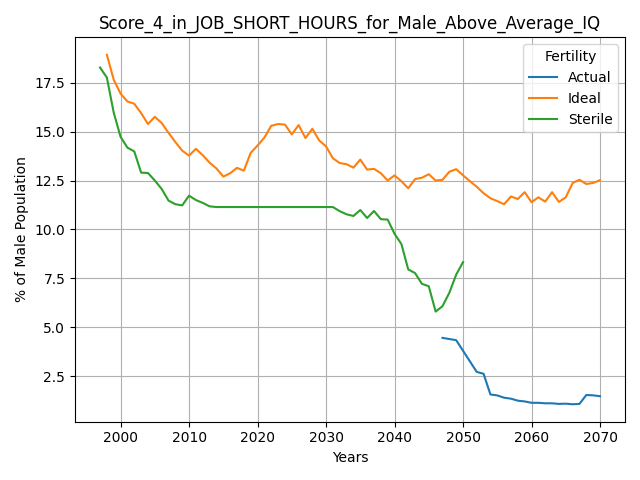 Score_4_in_JOB_SHORT_HOURS_for_Male_Above_Average_IQ
Fertility
Actual
Ideal
Sterile
% of Male Population
17.5
15.0
12.5
10.0
7.5
5.0
2.5
2000 2010 2020 2030 2040 2050 2060 2070
Years